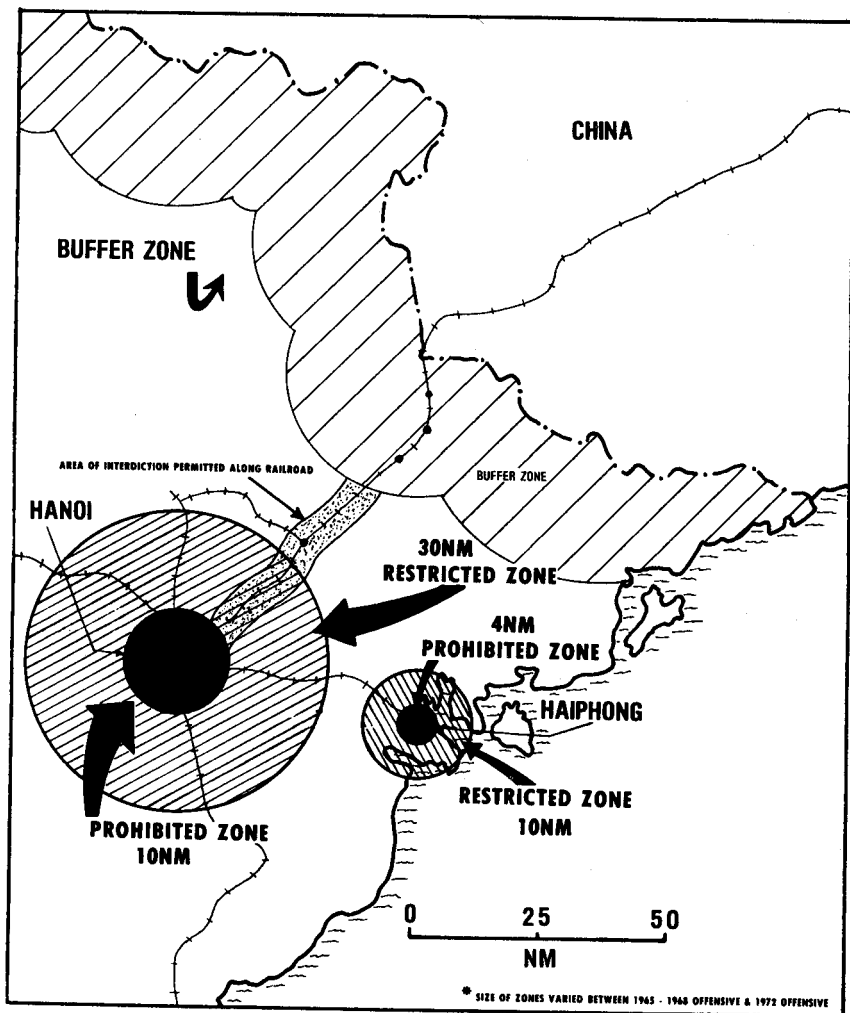 CHINA
BUFFER ZONE
AREA OF INTERDICTION PERMITTED ALONG RAILROAD
BUFFER ZONE
HANOI
30NM
RESTRICTED ZONE
4NM
PROHIBITED ZONE
HAIPHONG
RESTRICTED ZONE
10NM
PROHIBITED ZONE
10NM
0 25 50
NM
* SIZE OF ZONES VARIED BETWEEN 1965 - 1968 OFFENSIVE & 1972 OFFENSIVE